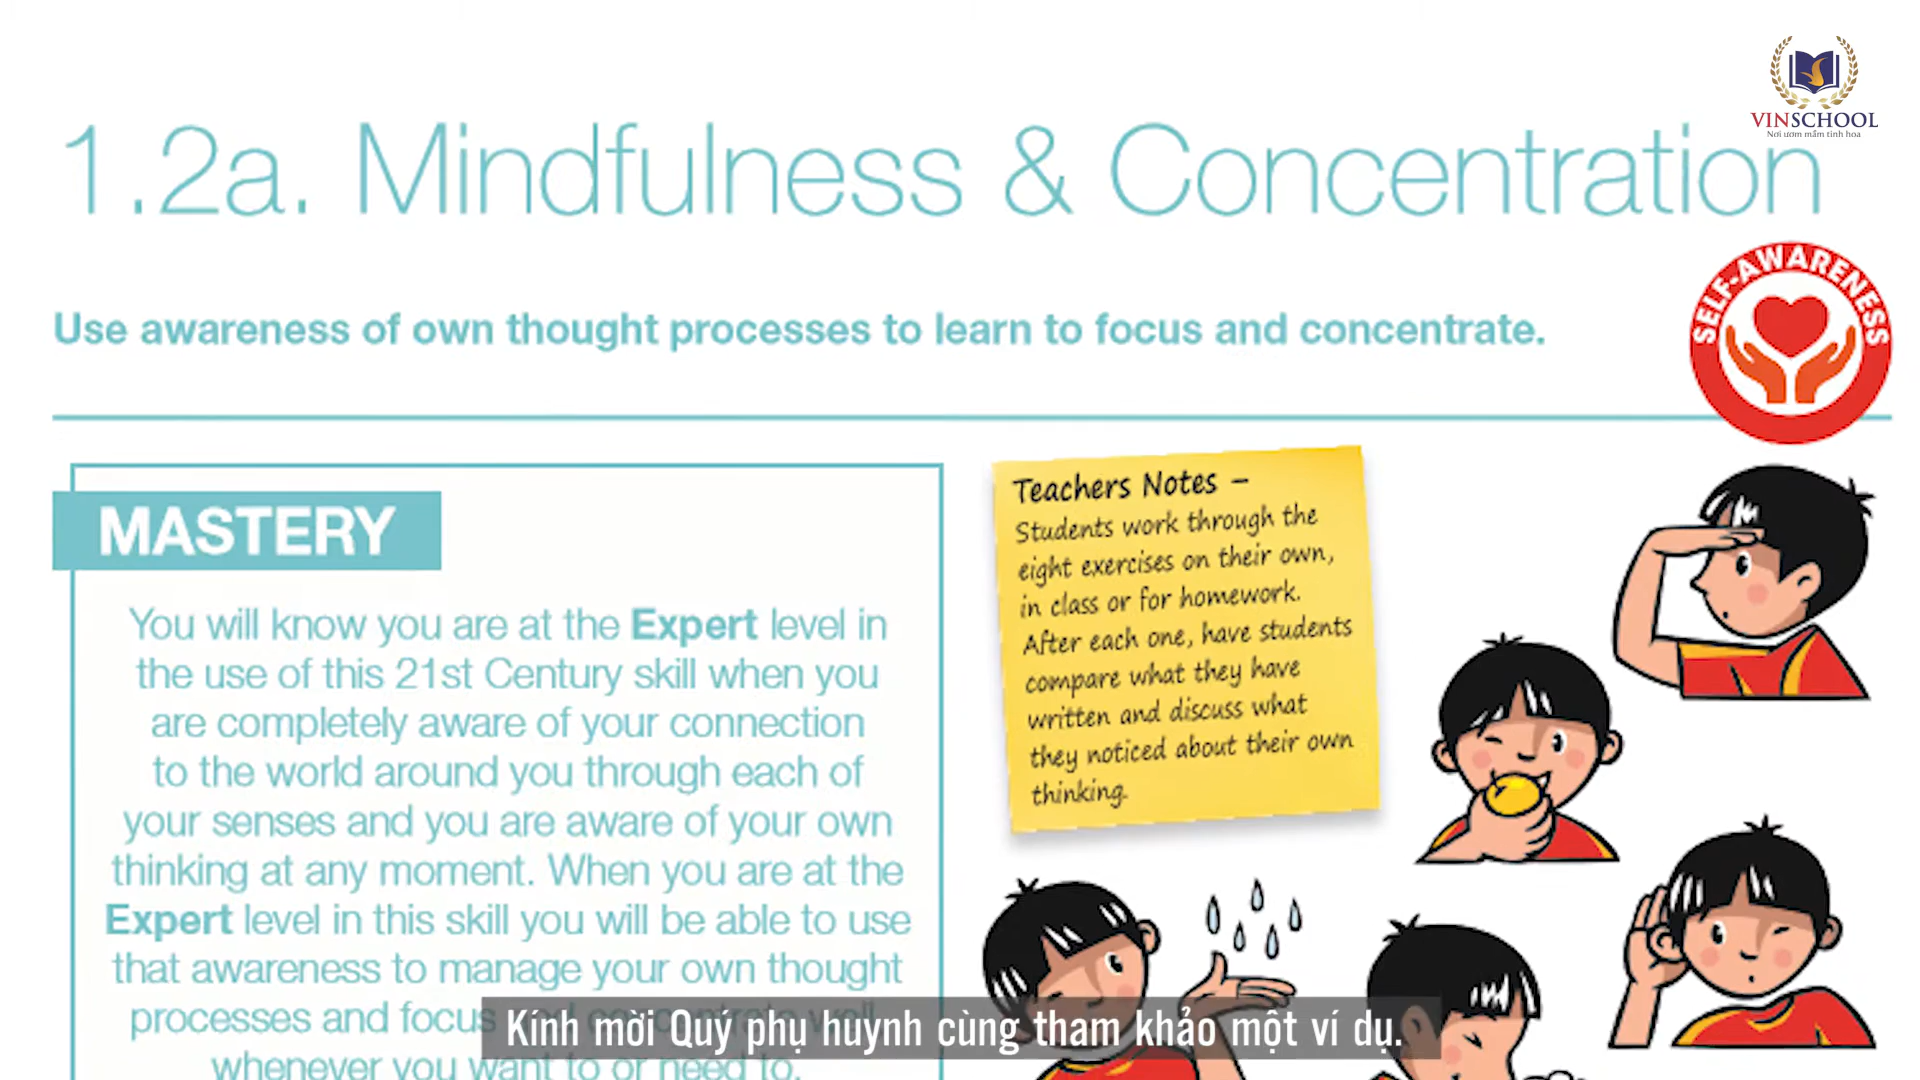 VINSCHOOL
Nơi ươm mầm tinh hoa
1.2a. Mindfulness & Concentration
SELF-AWARENESS
Use awareness of own thought processes to learn to focus and concentrate.
MASTERY
You will know you are at the Expert level in
the use of this 21st Century skill when you
are completely aware of your connection
to the world around you through each of
your senses and you are aware of your own
thinking at any moment. When you are at the
Expert level in this skill you will be able to use
that awareness to manage your own thought
processes and focus and concentrate well
whenever you want to or need to.
Teachers Notes –
Students work through the
eight exercises on their own,
in class or for homework.
After each one, have students
compare what they have
written and discuss what
they noticed about their own
thinking.
Kính mời Quý phụ huynh cùng tham khảo một ví dụ.